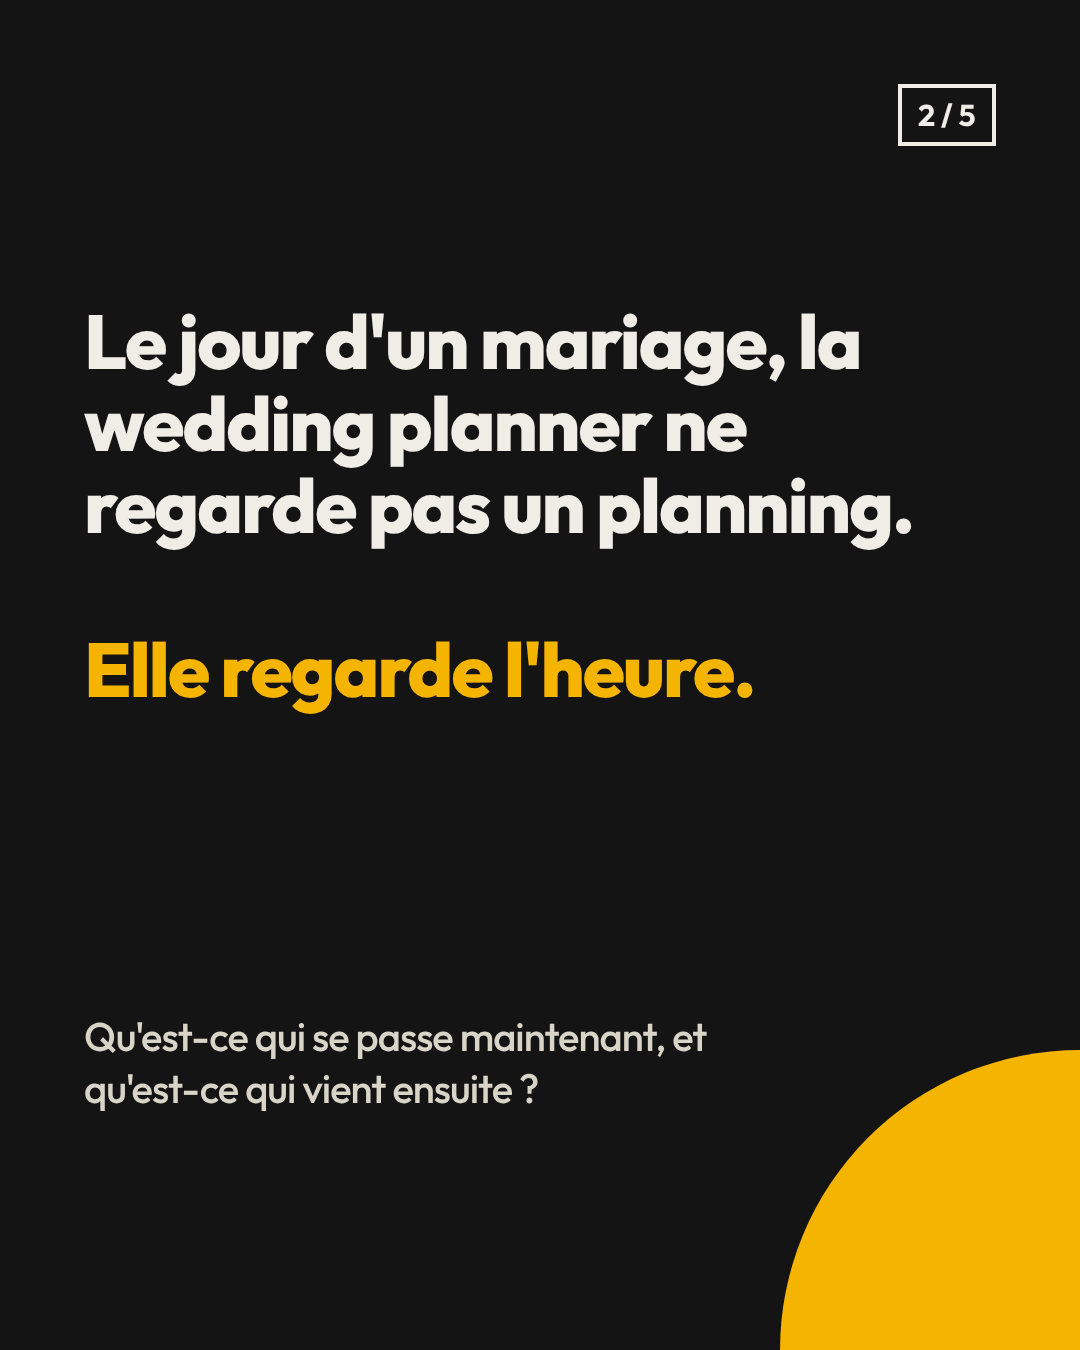 2 / 5
Le jour d'un mariage, la
wedding planner ne
regarde pas un planning.
Elle regarde l'heure.
Qu'est-ce qui se passe maintenant, et
qu'est-ce qui vient ensuite ?